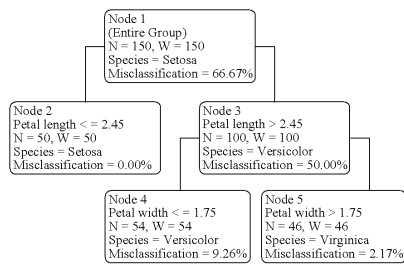 Node 1
(Entire Group)
N = 150, W = 150
Species = Setosa
Misclassification = 66.67%
Node 2
Petal length < = 2.45
N = 50, W = 50
Species = Setosa
Misclassification = 0.00%
Node 3
Petal length > 2.45
N = 100, W = 100
Species = Versicolor
Misclassification = 50.00%
Node 4
Petal width < = 1.75
N = 54, W = 54
Species = Versicolor
Misclassification = 9.26%
Node 5
Petal width > 1.75
N = 46, W = 46
Species = Virginica
Misclassification = 2.17%